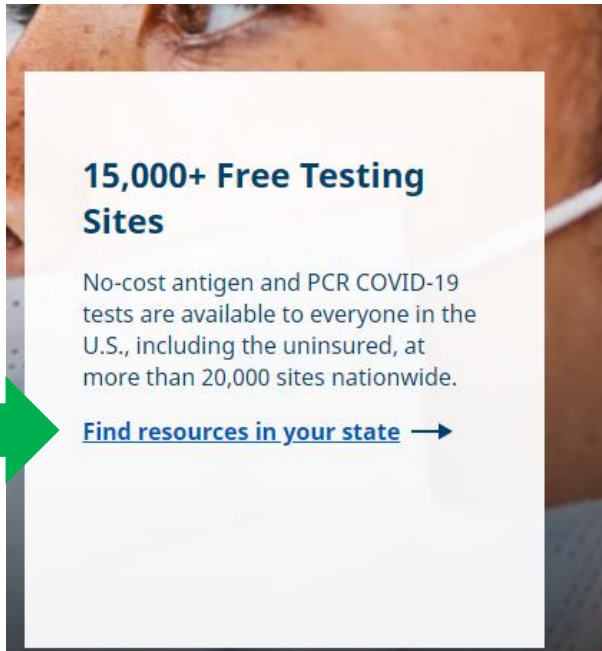 15,000+ Free Testing
Sites
No-cost antigen and PCR COVID-19
tests are available to everyone in the
U.S., including the uninsured, at
more than 20,000 sites nationwide.
Find resources in your state